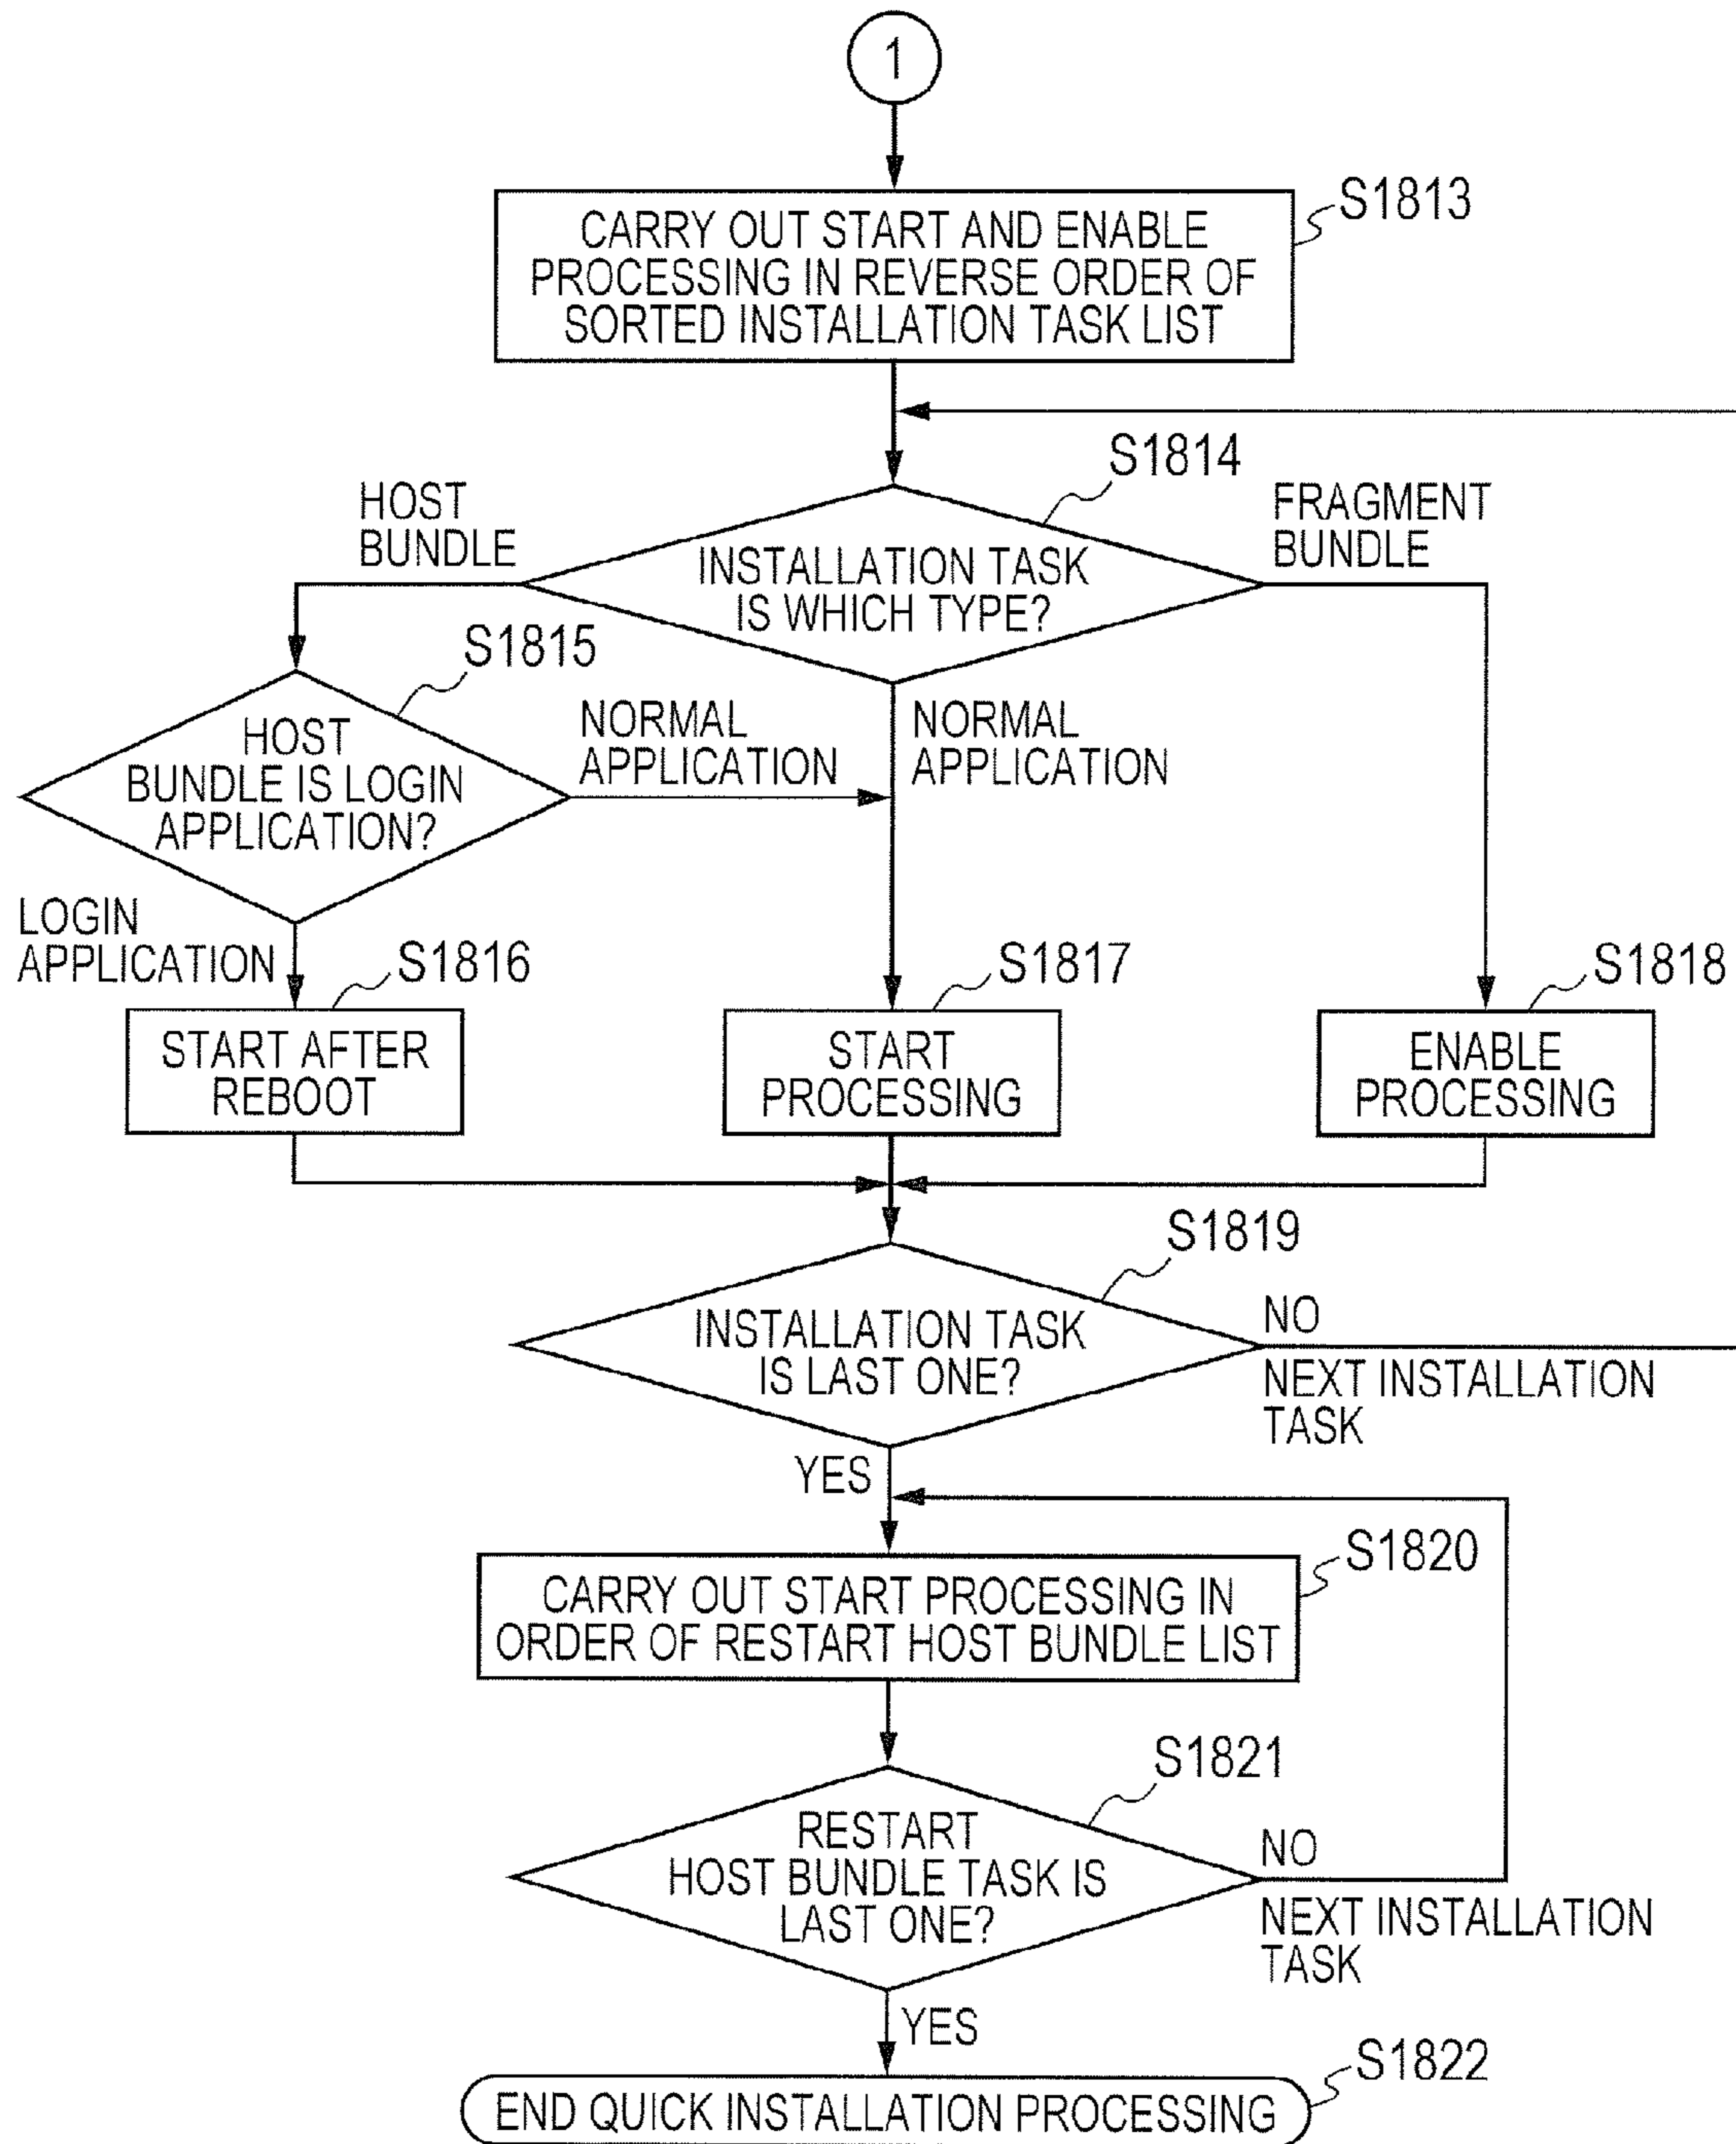 1
S1813
CARRY OUT START AND ENABLE
PROCESSING IN REVERSE ORDER OF
SORTED INSTALLATION TASK LIST
S1814
HOST
BUNDLE
FRAGMENT
BUNDLE
INSTALLATION TASK
IS WHICH TYPE?
S1815
HOST
BUNDLE IS LOGIN
APPLICATION?
NORMAL
APPLICATION
NORMAL
APPLICATION
LOGIN
APPLICATION
S1816
START AFTER
REBOOT
S1817
START
PROCESSING
S1818
ENABLE
PROCESSING
S1819
INSTALLATION TASK
IS LAST ONE?
NO
NEXT INSTALLATION
TASK
YES
S1820
CARRY OUT START PROCESSING IN
ORDER OF RESTART HOST BUNDLE LIST
S1821
RESTART
HOST BUNDLE TASK IS
LAST ONE?
NO
NEXT INSTALLATION
TASK
YES
S1822
END QUICK INSTALLATION PROCESSING